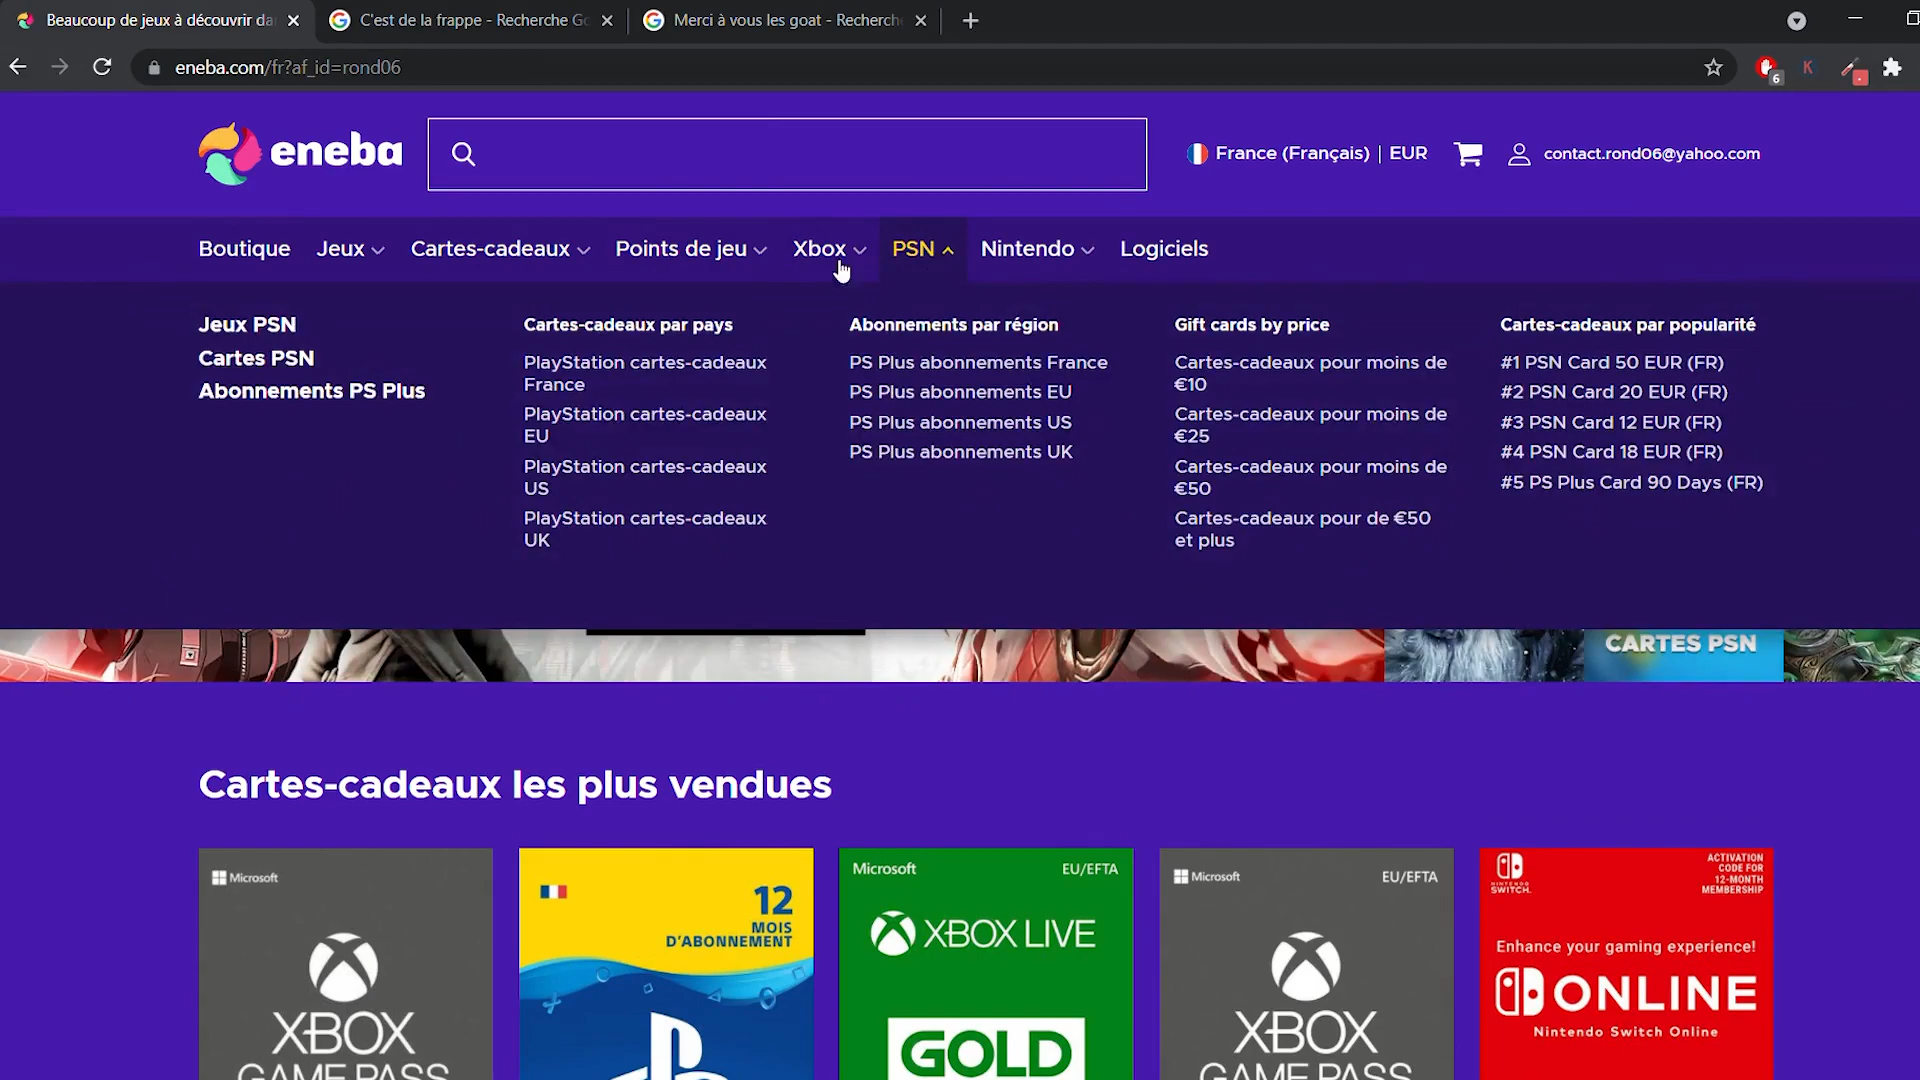 Beaucoup de jeux à découvrir da
C'est de la frappe - Recherche Go
Merci à vous les goat - Recherche
eneba.com/fr?af_id=rond06
6
K
eneba
France (Français) | EUR
contact.rond06@yahoo.com
Boutique
Jeux
Cartes-cadeaux
Points de jeu
Xbox
PSN
Nintendo
Logiciels
Jeux PSN
Cartes PSN
Abonnements PS Plus
Cartes-cadeaux par pays
PlayStation cartes-cadeaux
France
PlayStation cartes-cadeaux
EU
PlayStation cartes-cadeaux
US
PlayStation cartes-cadeaux
UK
Abonnements par région
PS Plus abonnements France
PS Plus abonnements EU
PS Plus abonnements US
PS Plus abonnements UK
Gift cards by price
Cartes-cadeaux pour moins de
€10
Cartes-cadeaux pour moins de
€25
Cartes-cadeaux pour moins de
€50
Cartes-cadeaux pour de €50
et plus
Cartes-cadeaux par popularité
#1 PSN Card 50 EUR (FR)
#2 PSN Card 20 EUR (FR)
#3 PSN Card 12 EUR (FR)
#4 PSN Card 18 EUR (FR)
#5 PS Plus Card 90 Days (FR)
CARTES PSN
Cartes-cadeaux les plus vendues
Microsoft
XBOX
GAME PASS
12
MOIS
D'ABONNEMENT
Microsoft
EU/EFTA
XBOX LIVE
GOLD
Microsoft
EU/EFTA
XBOX
GAME PASS
NINTENDO
SWITCH
ACTIVATION
CODE FOR
12-MONTH
MEMBERSHIP
Enhance your gaming experience!
ONLINE
Nintendo Switch Online